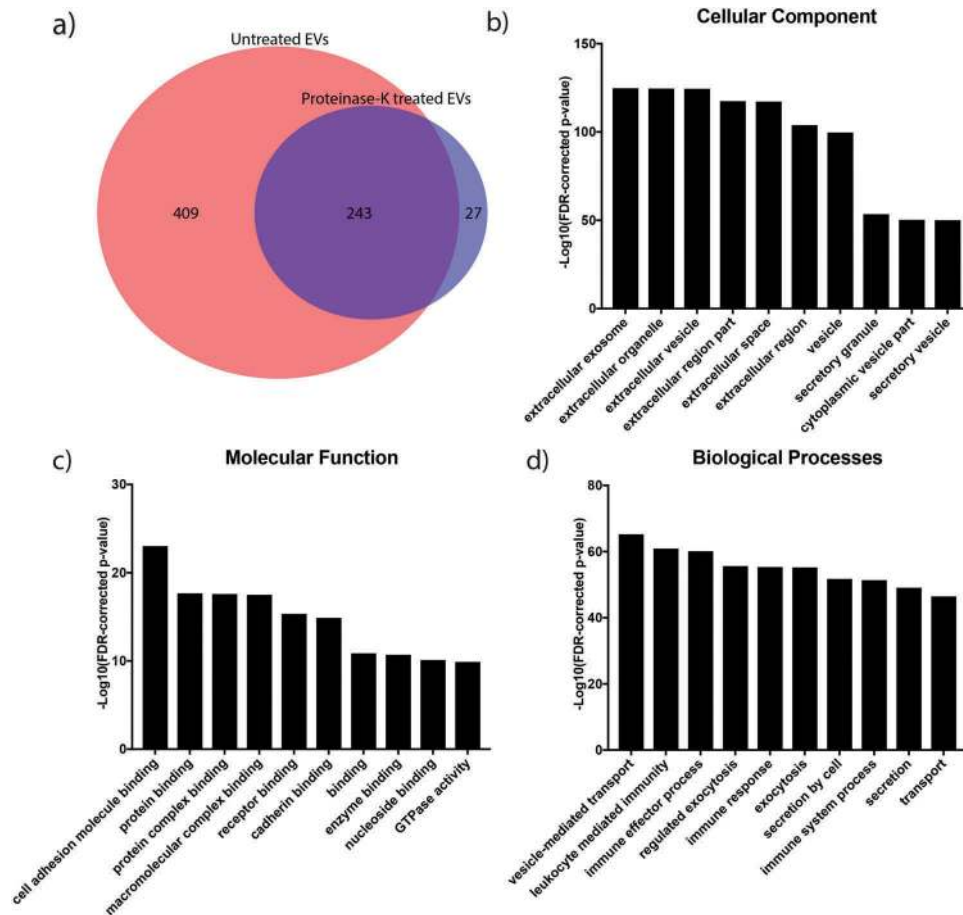 a)
Untreated EVs
Proteinase-K treated EVs
409
243
27
b)
Cellular Component
-Log10(FDR-corrected p-value)
150
100
50
0
extracellular exosome
extracellular organelle
extracellular vesicle
extracellular region part
extracellular space
extracellular region
vesicle
secretory granule
cytoplasmic vesicle part
secretory vesicle
c)
Molecular Function
-Log10(FDR-corrected p-value)
30
20
10
0
cell adhesion molecule binding
protein binding
protein complex binding
macromolecular complex binding
receptor binding
cadherin binding
binding
enzyme binding
nucleoside binding
GTPase activity
d)
Biological Processes
-Log10(FDR-corrected p-value)
80
60
40
20
0
vesicle-mediated transport
leukocyte mediated immunity
immune effector process
regulated exocytosis
immune response
exocytosis
secretion by cell
immune system process
secretion
transport